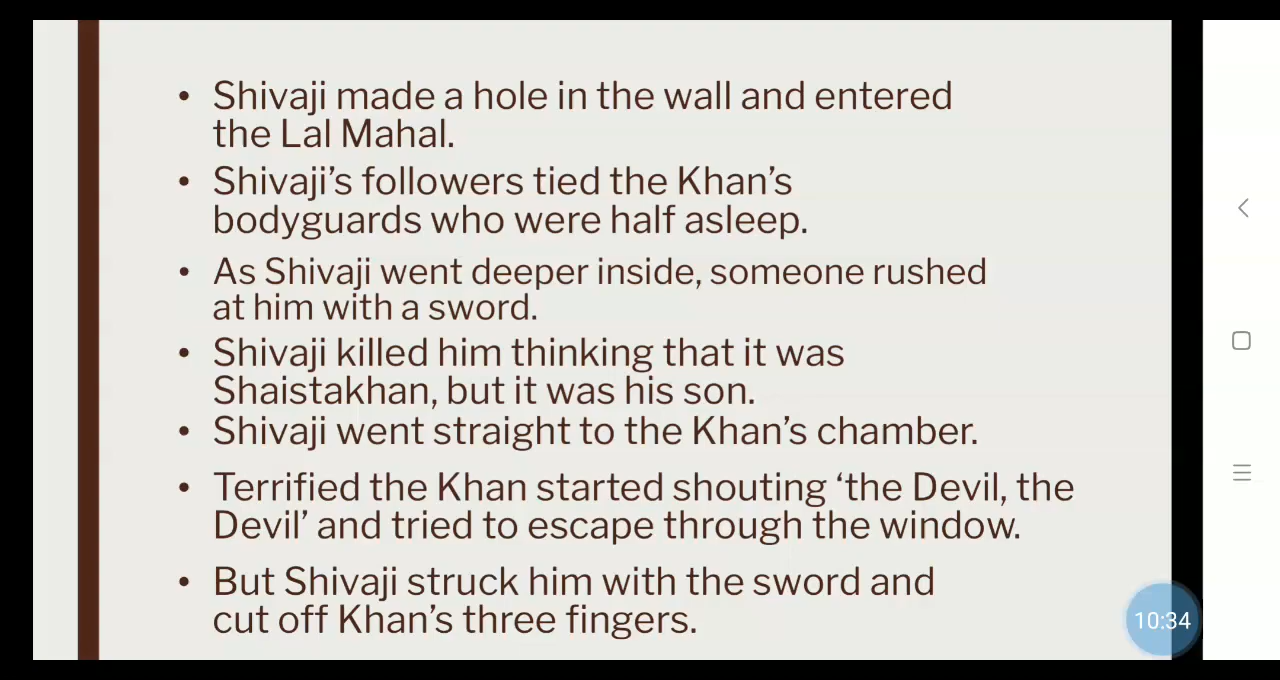 • Shivaji made a hole in the wall and entered
the Lal Mahal.
• Shivaji’s followers tied the Khan’s
bodyguards who were half asleep.
• As Shivaji went deeper inside, someone rushed
at him with a sword.
• Shivaji killed him thinking that it was
Shaistakhan, but it was his son.
• Shivaji went straight to the Khan’s chamber.
• Terrified the Khan started shouting ‘the Devil, the
Devil’ and tried to escape through the window.
• But Shivaji struck him with the sword and
cut off Khan’s three fingers.
10:34